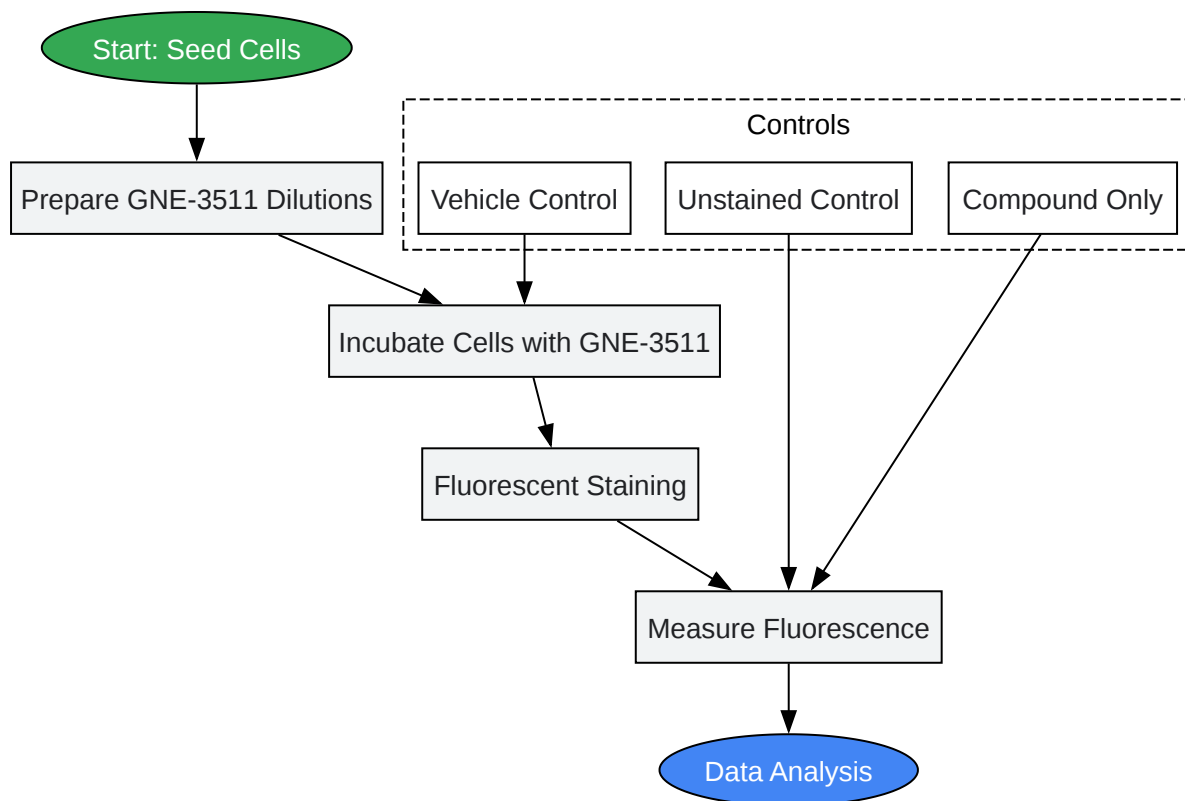 Start: Seed Cells
Controls
Prepare GNE-3511 Dilutions
Vehicle Control
Unstained Control
Compound Only
Incubate Cells with GNE-3511
Fluorescent Staining
Measure Fluorescence
Data Analysis